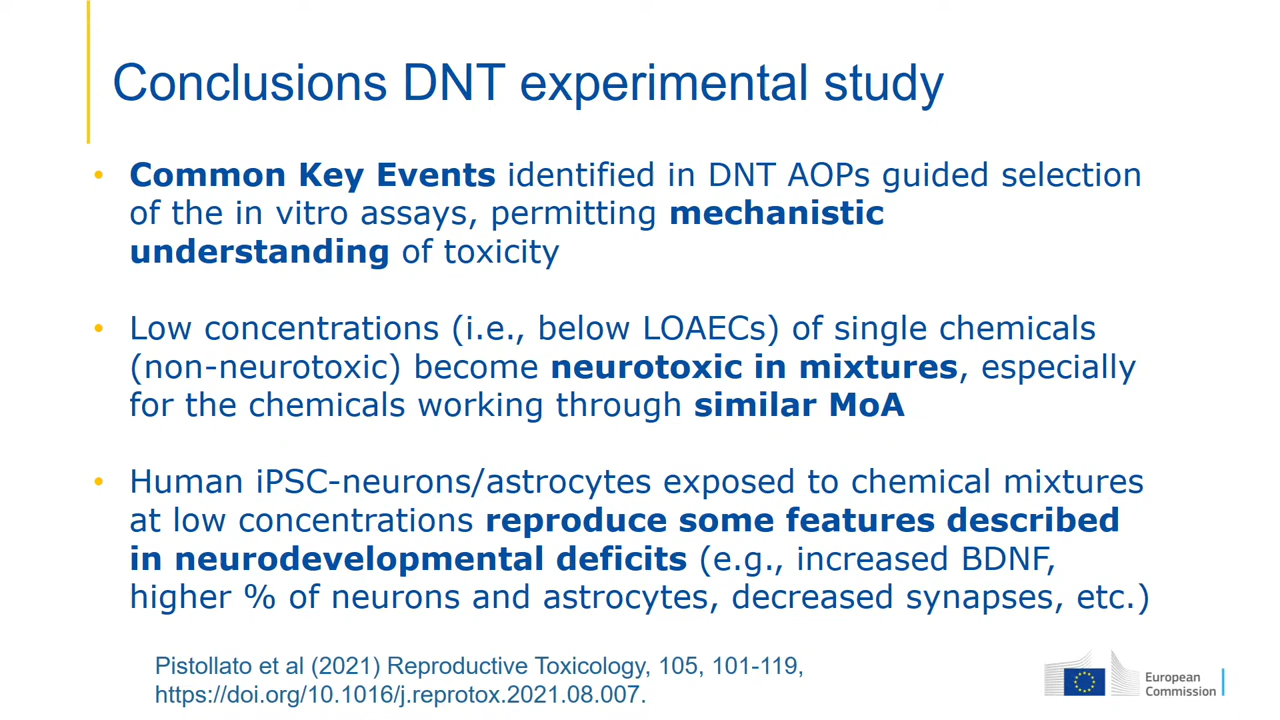 Conclusions DNT experimental study
• Common Key Events identified in DNT AOPs guided selection
of the in vitro assays, permitting mechanistic
understanding of toxicity
• Low concentrations (i.e., below LOAECs) of single chemicals
(non-neurotoxic) become neurotoxic in mixtures, especially
for the chemicals working through similar MoA
• Human iPSC-neurons/astrocytes exposed to chemical mixtures
at low concentrations reproduce some features described
in neurodevelopmental deficits (e.g., increased BDNF,
higher % of neurons and astrocytes, decreased synapses, etc.)
Pistollato et al (2021) Reproductive Toxicology, 105, 101-119,
https://doi.org/10.1016/j.reprotox.2021.08.007.
European
Commission